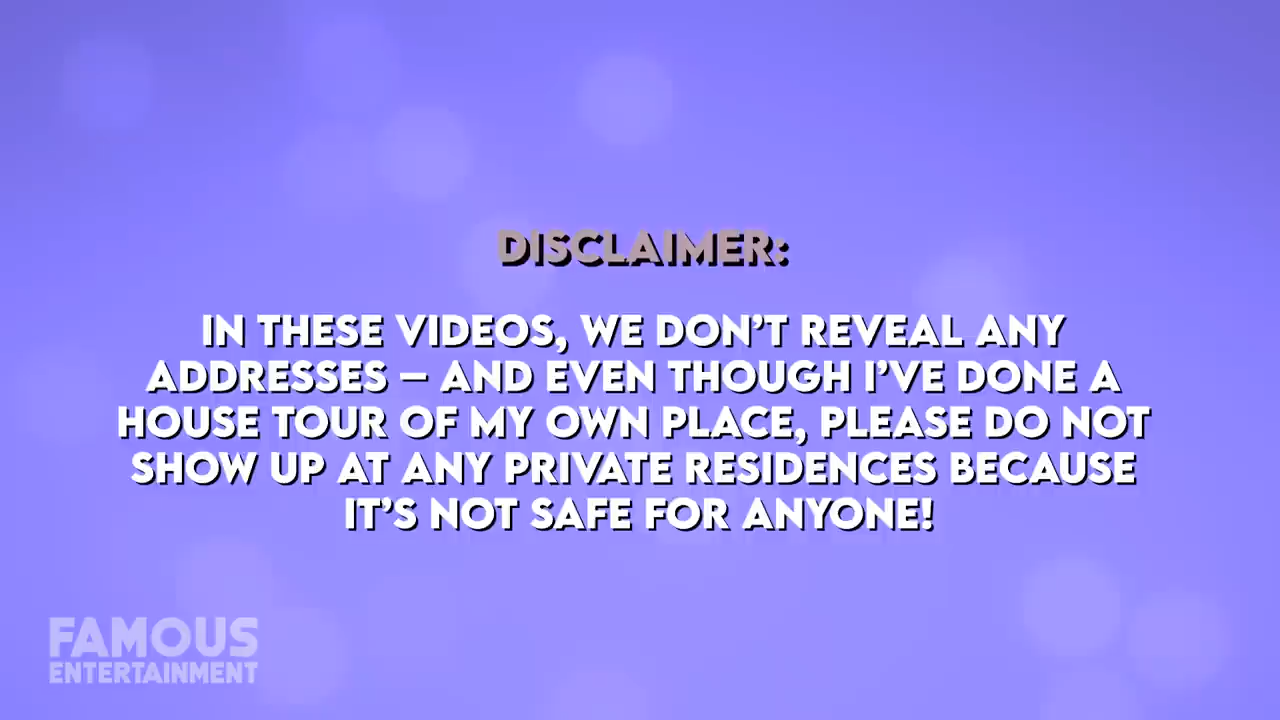 DISCLAIMER:
IN THESE VIDEOS, WE DON’T REVEAL ANY
ADDRESSES – AND EVEN THOUGH I’VE DONE A
HOUSE TOUR OF MY OWN PLACE, PLEASE DO NOT
SHOW UP AT ANY PRIVATE RESIDENCES BECAUSE
IT’S NOT SAFE FOR ANYONE!
FAMOUS
ENTERTAINMENT